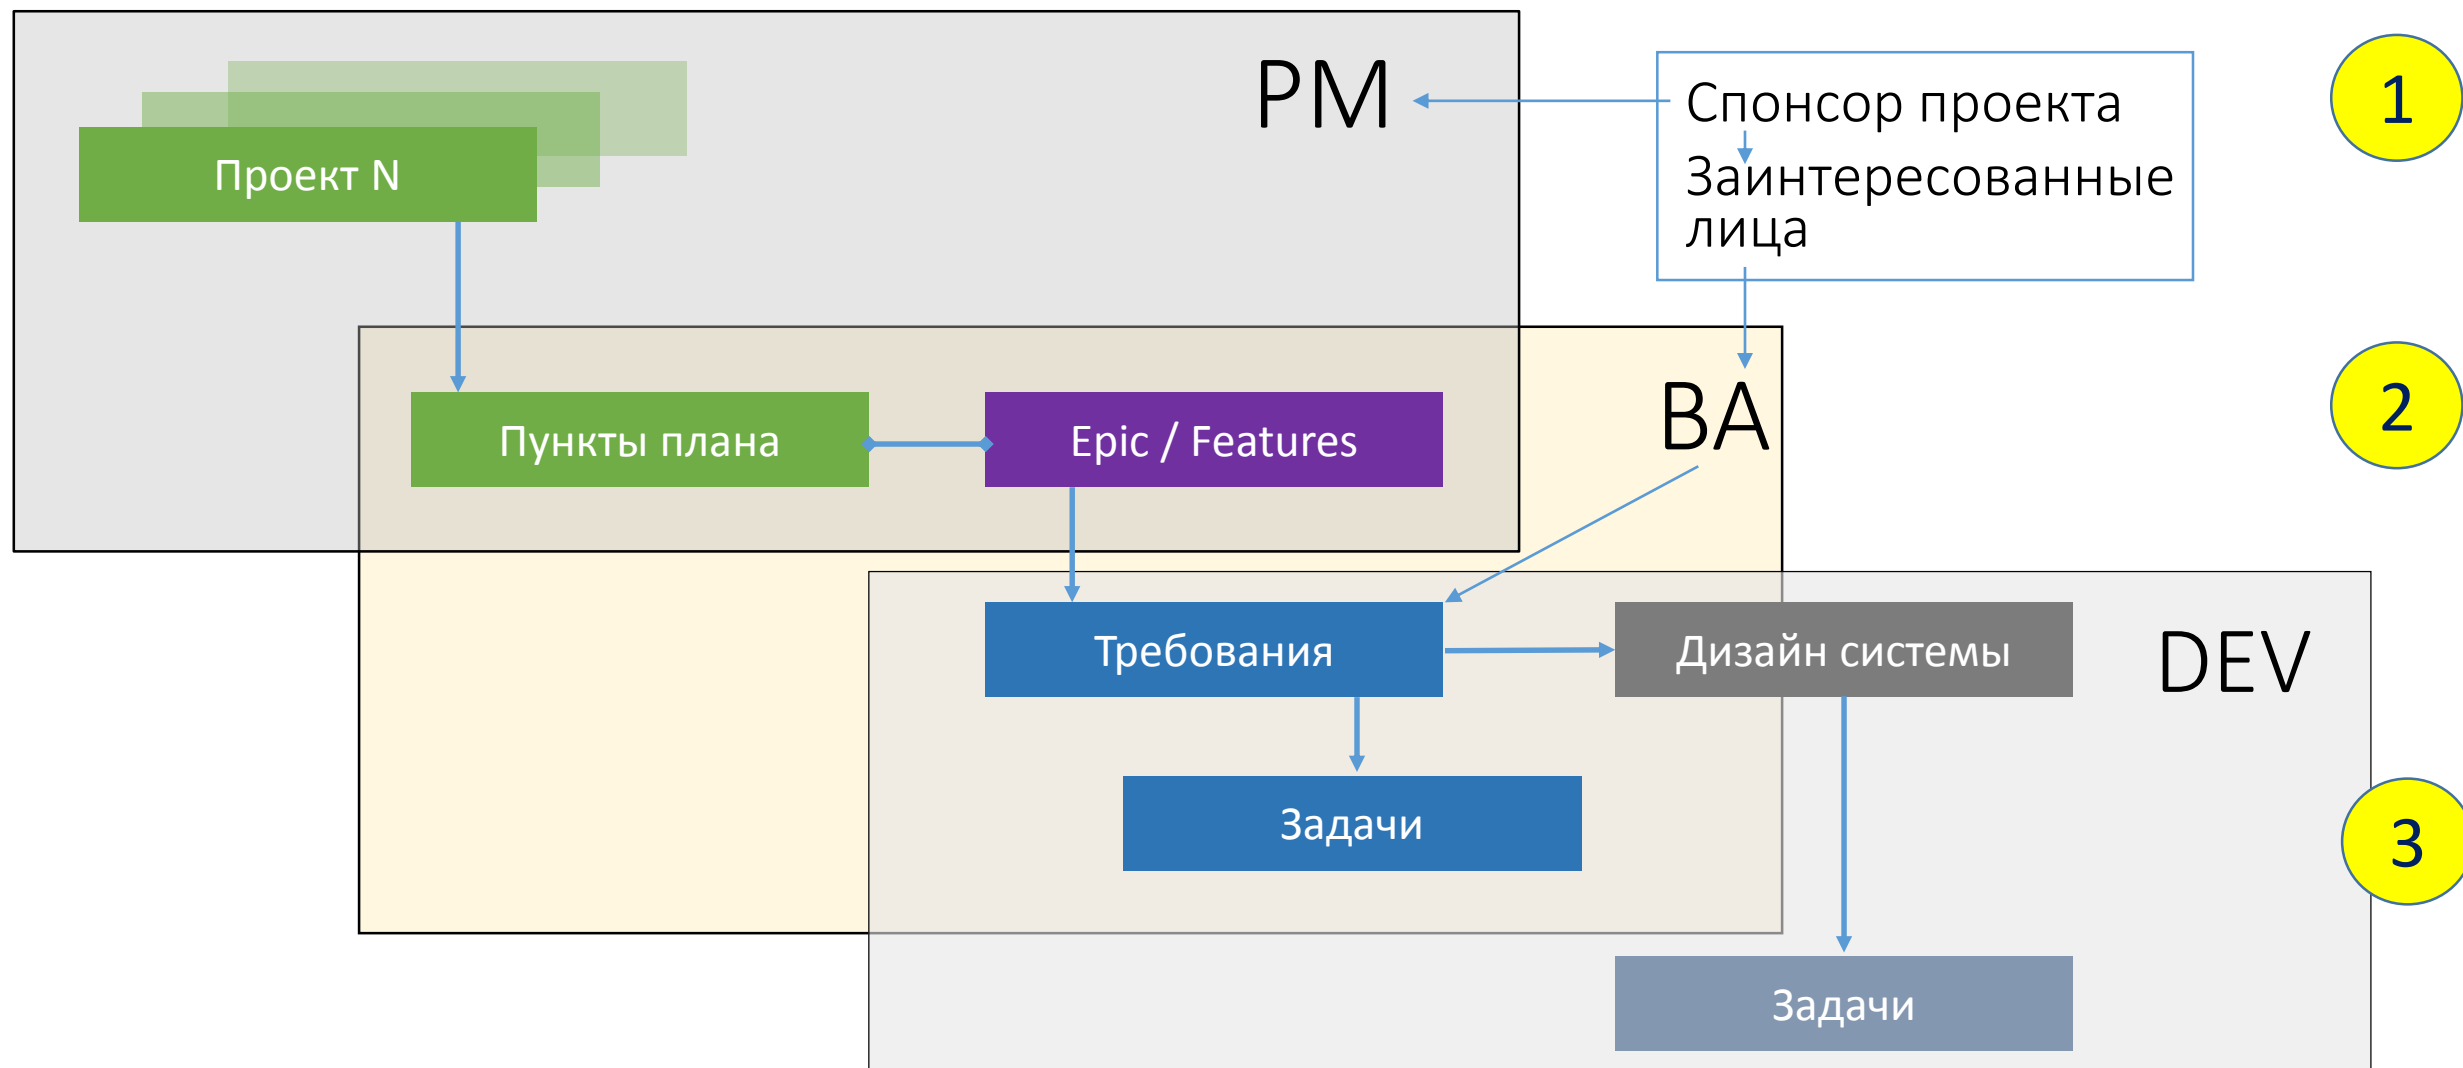 PM
Спонсор проекта
1
Проект N
Заинтересованные
лица
Пункты плана
Epic / Features
BA
2
Требования
Дизайн системы
DEV
Задачи
3
Задачи